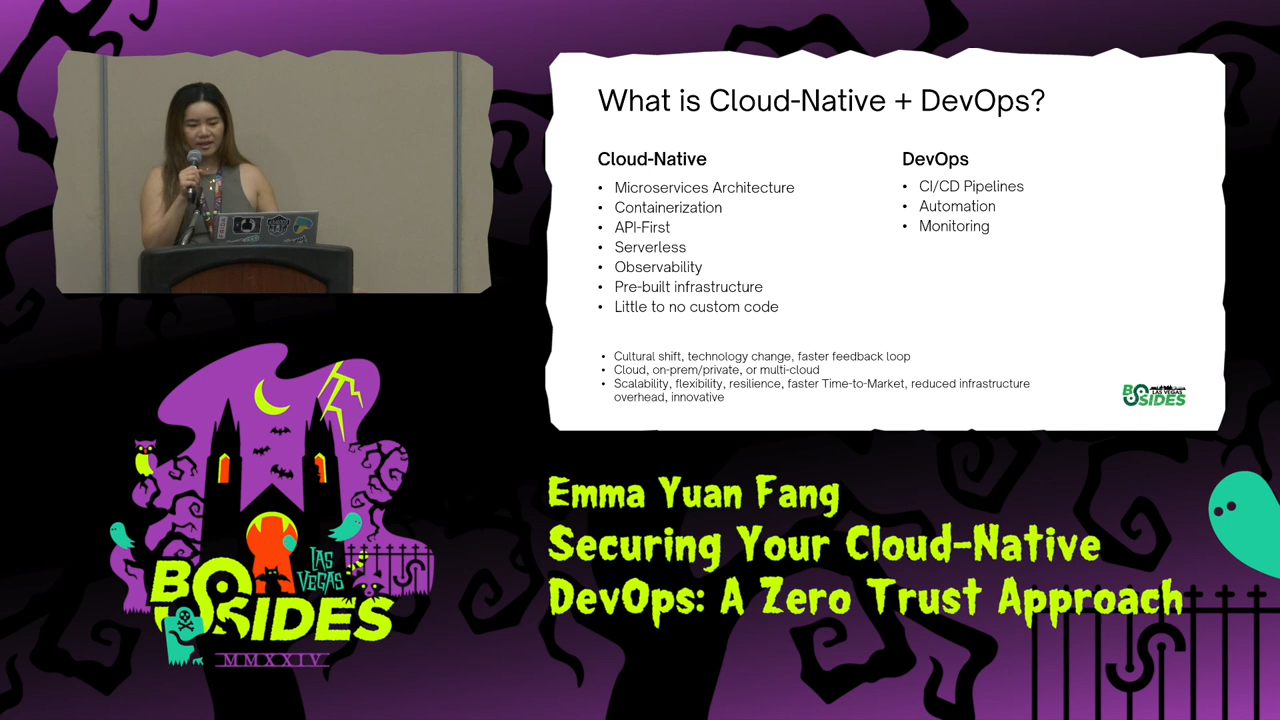 What is Cloud-Native + DevOps?
Cloud-Native
• Microservices Architecture
• Containerization
• API-First
• Serverless
• Observability
• Pre-built infrastructure
• Little to no custom code
DevOps
• CI/CD Pipelines
• Automation
• Monitoring
• Cultural shift, technology change, faster feedback loop
• Cloud, on-prem/private, or multi-cloud
• Scalability, flexibility, resilience, faster Time-to-Market, reduced infrastructure
overhead, innovative
BSIDES
LAS VEGAS
LAS
VEGAS
BSIDES
MMXXIV
Emma Yuan Fang
Securing Your Cloud-Native
DevOps: A Zero Trust Approach